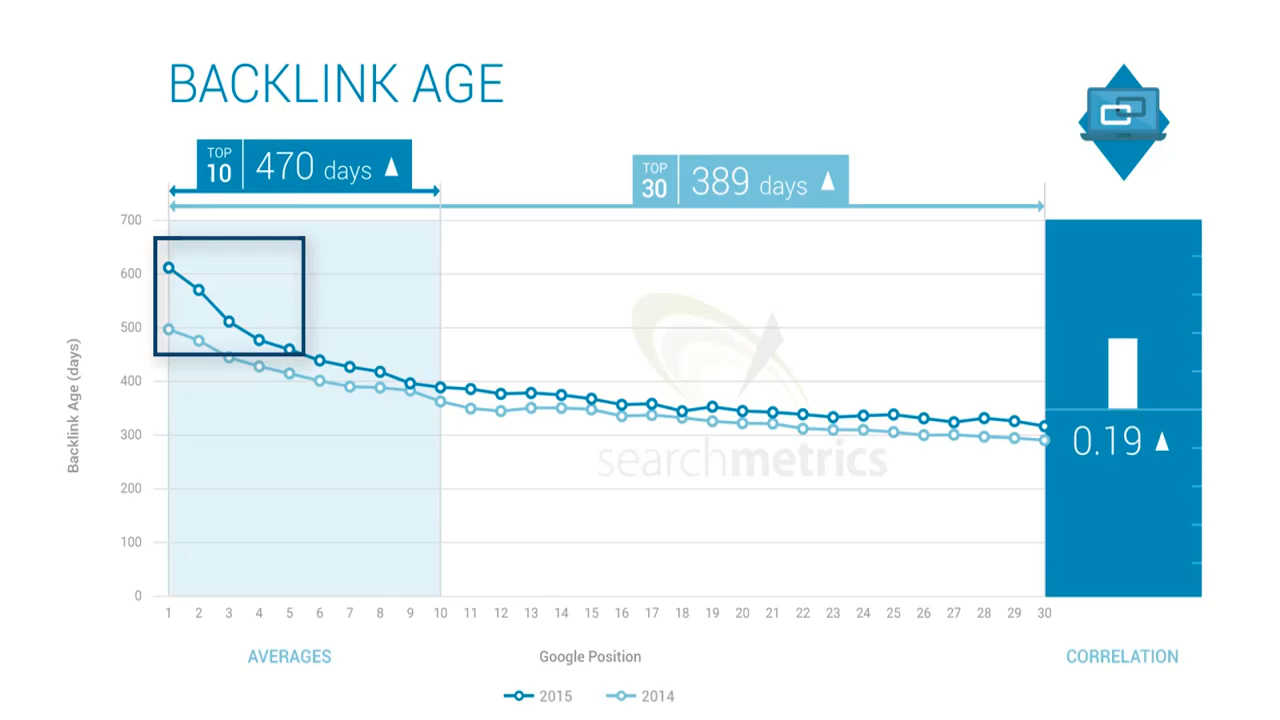 BACKLINK AGE
TOP
10
470 days
TOP
30
389 days
700
600
500
400
300
200
100
0
Backlink Age (days)
searchmetrics
0.19
1 2 3 4 5 6 7 8 9 10 11 12 13 14 15 16 17 18 19 20 21 22 23 24 25 26 27 28 29 30
AVERAGES
Google Position
CORRELATION
2015
2014